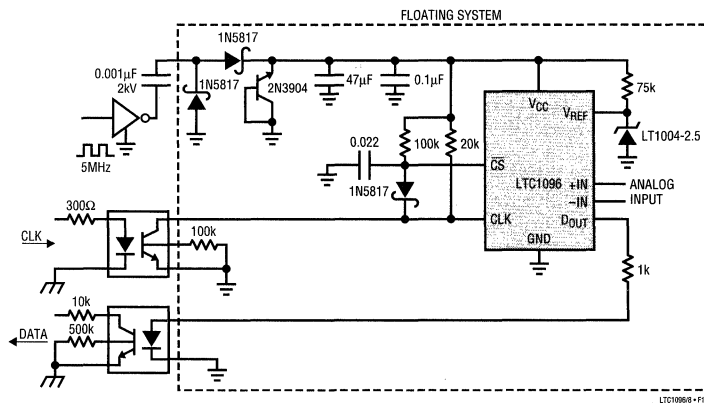 FLOATING SYSTEM
1N5817
0.001μF
2kV
1N5817
2N3904
47μF
0.1μF
75k
VCC
VREF
LT1004-2.5
5MHz
0.022
100k
20k
CS
1N5817
LTC1096
+IN
ANALOG
–IN
INPUT
300Ω
CLK
DOUT
CLK
100k
GND
1k
10k
DATA
500k
LTC1096/8 • F1